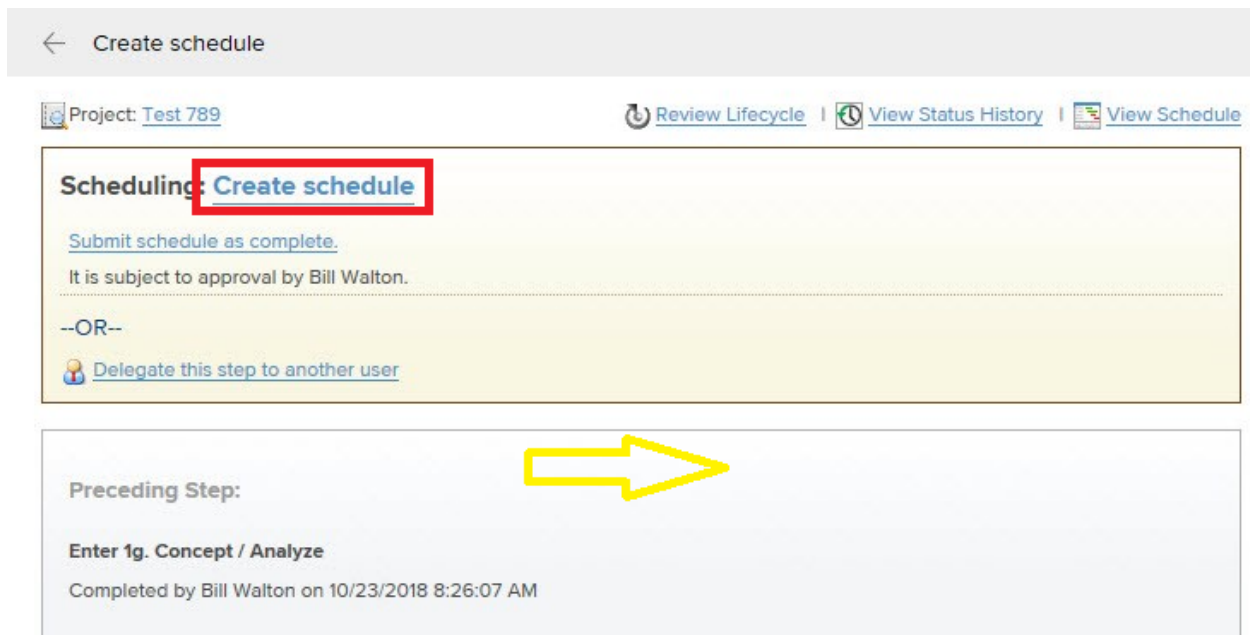 Create schedule
Project: Test 789
Review Lifecycle | View Status History | View Schedule
Scheduling: Create schedule
Submit schedule as complete.
It is subject to approval by Bill Walton.
--OR--
Delegate this step to another user
Preceding Step:
Enter 1g. Concept / Analyze
Completed by Bill Walton on 10/23/2018 8:26:07 AM